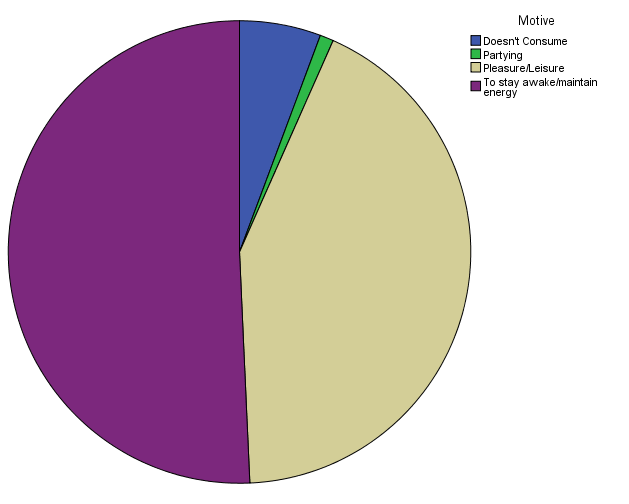 Motive
Doesn't Consume
Partying
Pleasure/Leisure
To stay awake/maintain
energy